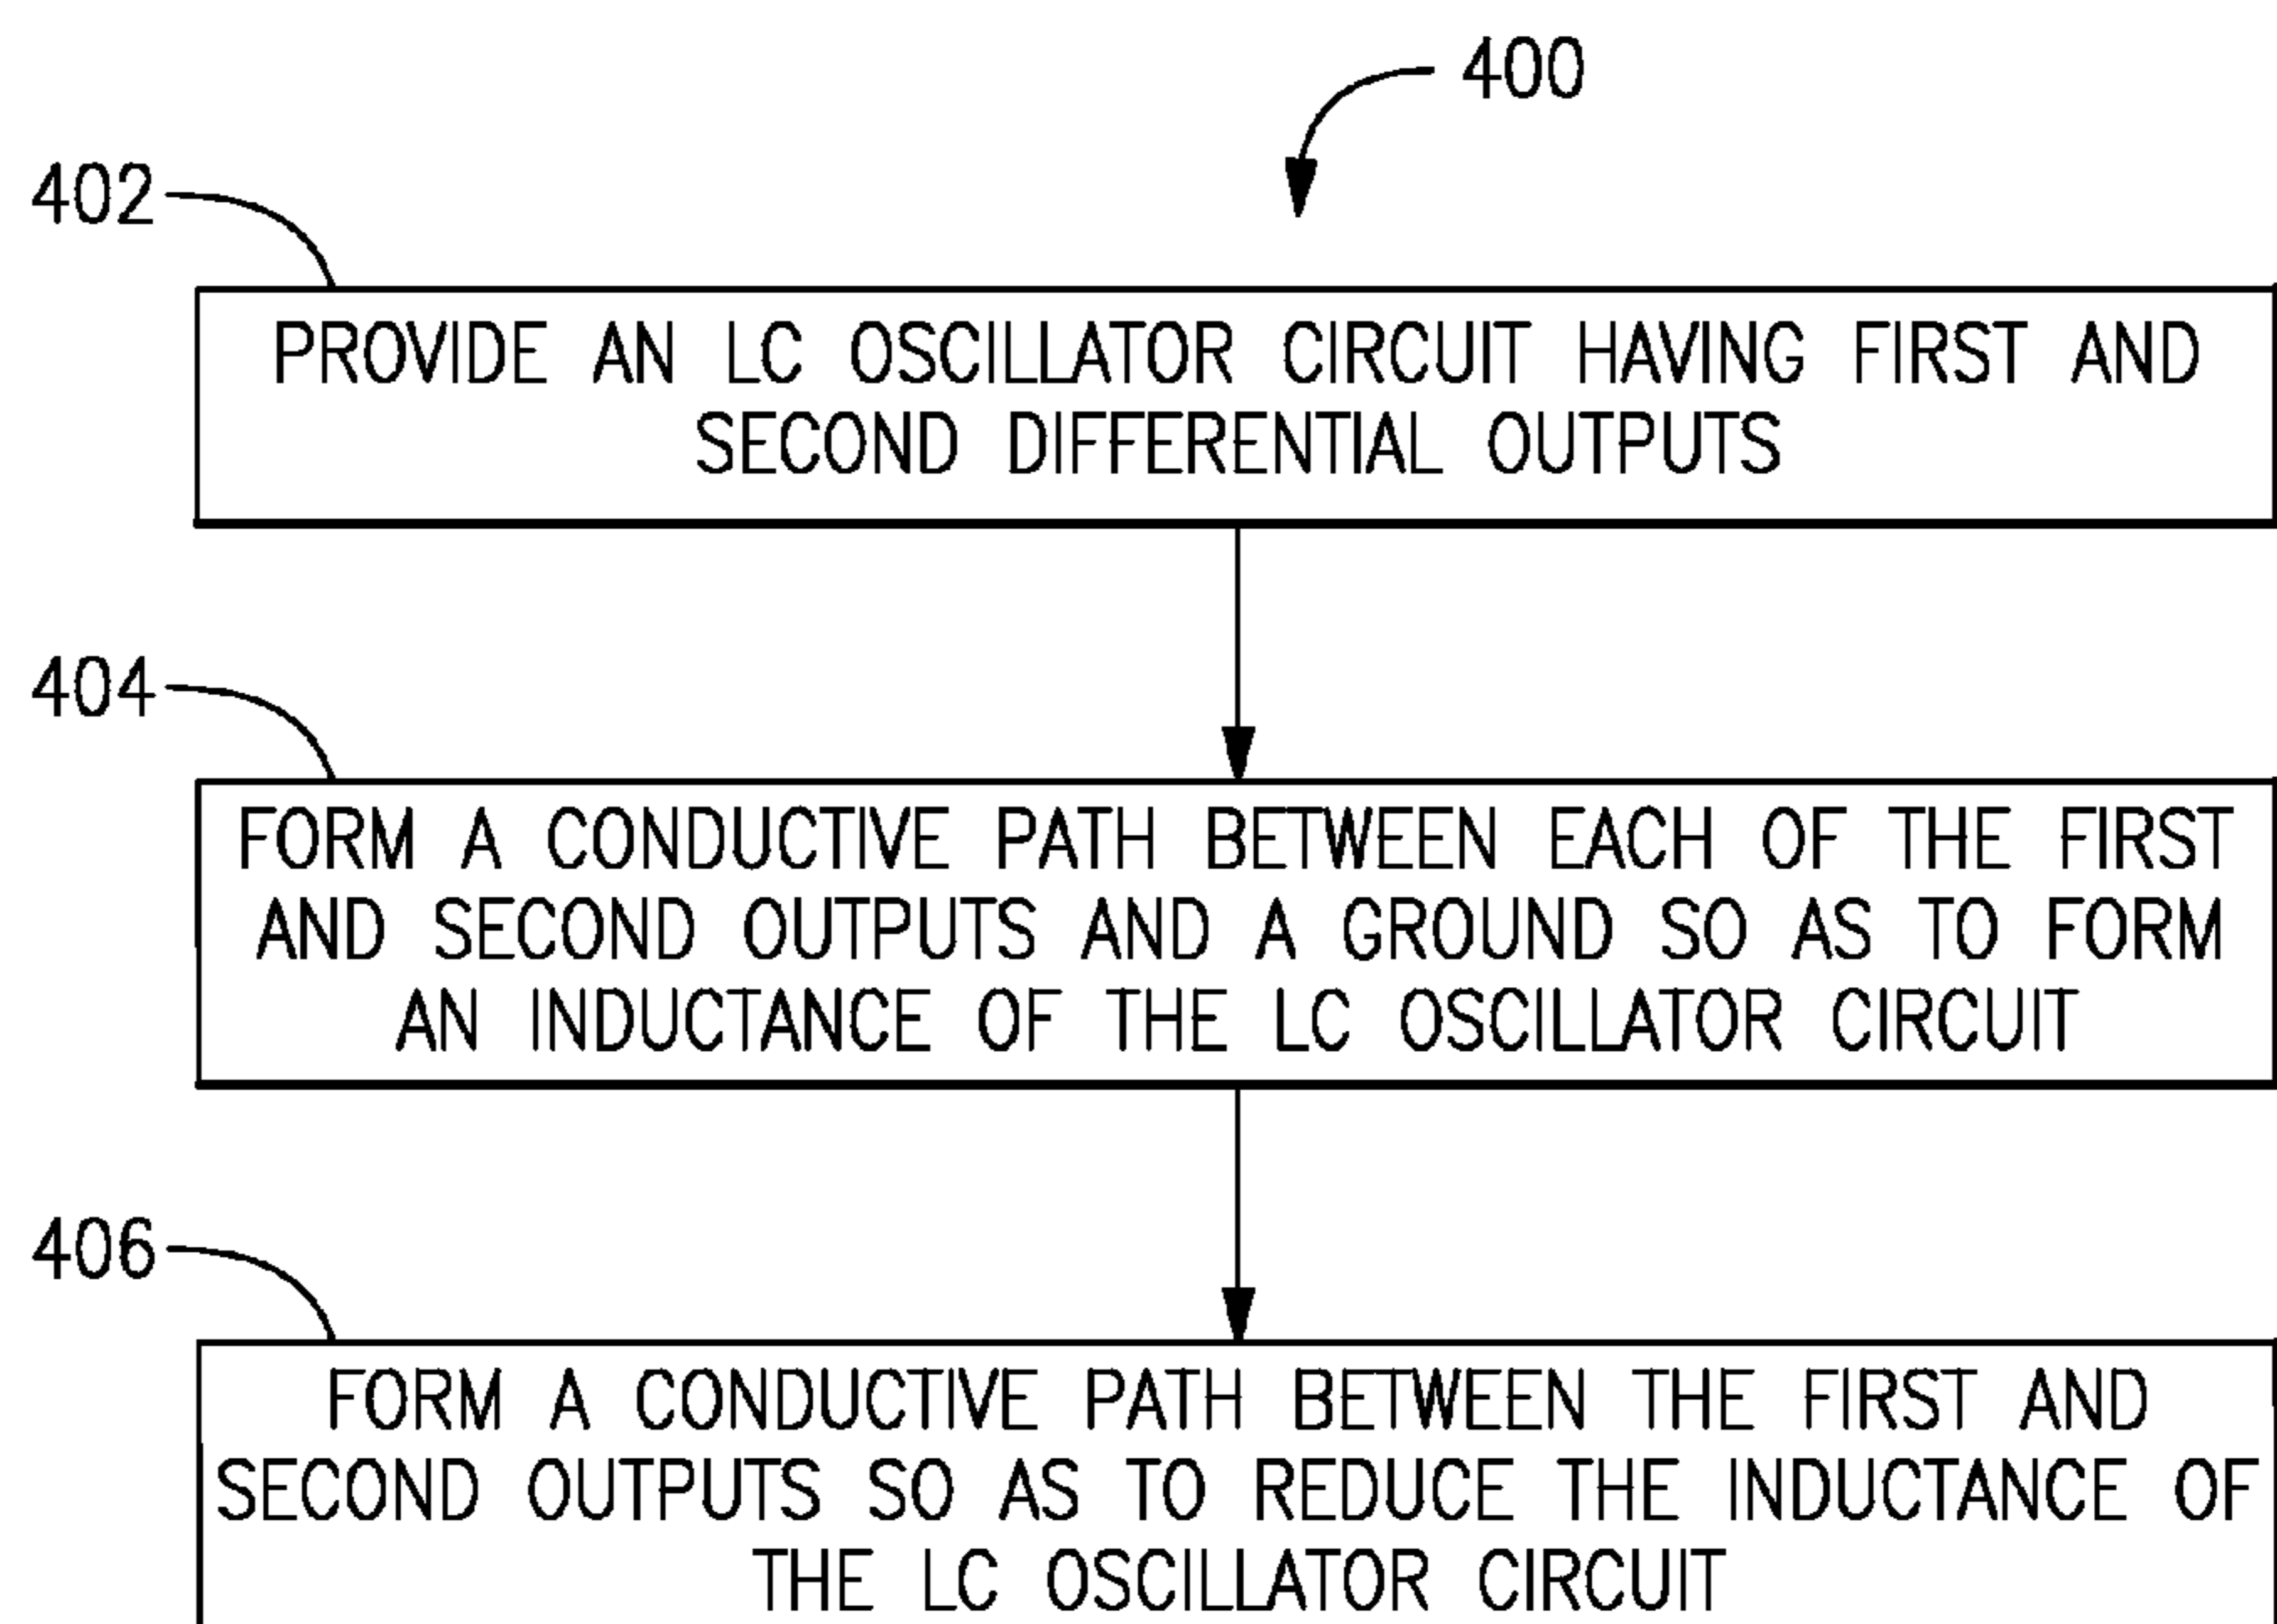 400
402
PROVIDE AN LC OSCILLATOR CIRCUIT HAVING FIRST AND
SECOND DIFFERENTIAL OUTPUTS
404
FORM A CONDUCTIVE PATH BETWEEN EACH OF THE FIRST
AND SECOND OUTPUTS AND A GROUND SO AS TO FORM
AN INDUCTANCE OF THE LC OSCILLATOR CIRCUIT
406
FORM A CONDUCTIVE PATH BETWEEN THE FIRST AND
SECOND OUTPUTS SO AS TO REDUCE THE INDUCTANCE OF
THE LC OSCILLATOR CIRCUIT